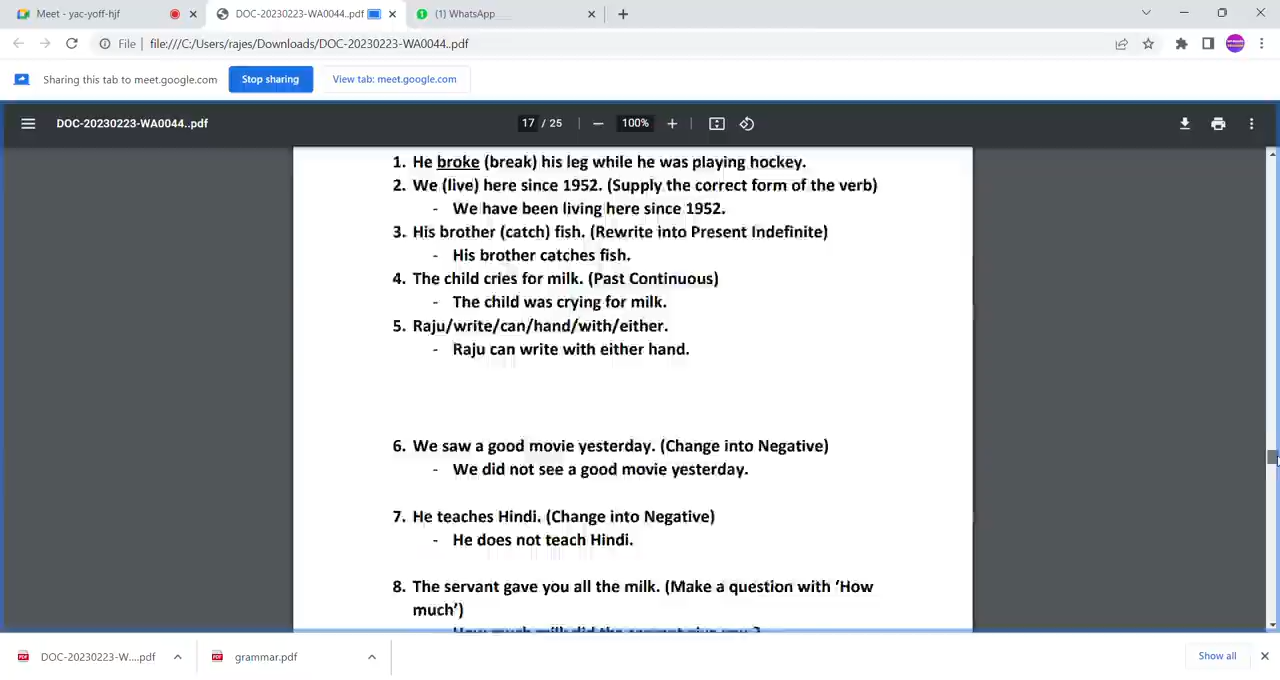 Meet - yac-yoff-hjf
DOC-20230223-WA0044..pdf
(1) WhatsApp
File
file:///C:/Users/rajes/Downloads/DOC-20230223-WA0044..pdf
Sharing this tab to meet.google.com
Stop sharing
View tab: meet.google.com
DOC-20230223-WA0044..pdf
17 / 25
100%
1. He broke (break) his leg while he was playing hockey.
2. We (live) here since 1952. (Supply the correct form of the verb)
- We have been living here since 1952.
3. His brother (catch) fish. (Rewrite into Present Indefinite)
- His brother catches fish.
4. The child cries for milk. (Past Continuous)
- The child was crying for milk.
5. Raju/write/can/hand/with/either.
- Raju can write with either hand.
6. We saw a good movie yesterday. (Change into Negative)
- We did not see a good movie yesterday.
7. He teaches Hindi. (Change into Negative)
- He does not teach Hindi.
8. The servant gave you all the milk. (Make a question with ‘How
much’)
How much milk did the servant give you ?
DOC-20230223-W....pdf
grammar.pdf
Show all